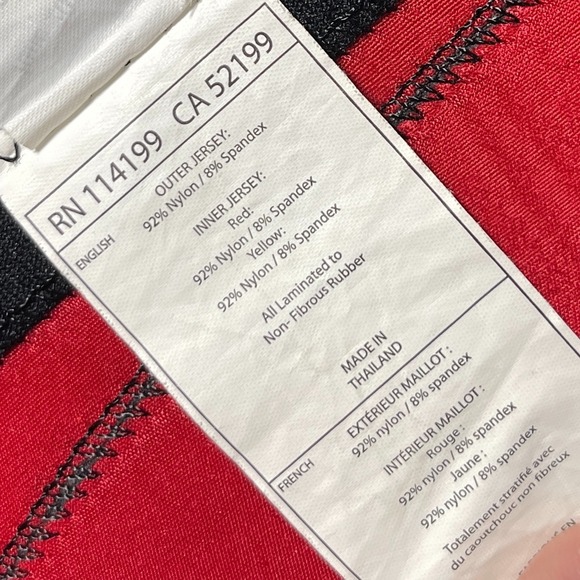 RN 114199 CA 52199
ENGLISH
OUTER JERSEY:
92% Nylon / 8% Spandex
INNER JERSEY:
Red:
92% Nylon / 8% Spandex
Yellow:
92% Nylon / 8% Spandex
All Laminated to
Non-Fibrous Rubber
MADE IN
THAILAND
FRENCH
EXTÉRIEUR MAILLOT :
92% nylon / 8% spandex
INTÉRIEUR MAILLOT :
Rouge :
92% nylon / 8% spandex
Jaune :
92% nylon / 8% spandex
Totalement stratifié avec
du caoutchouc non fibreux
EN